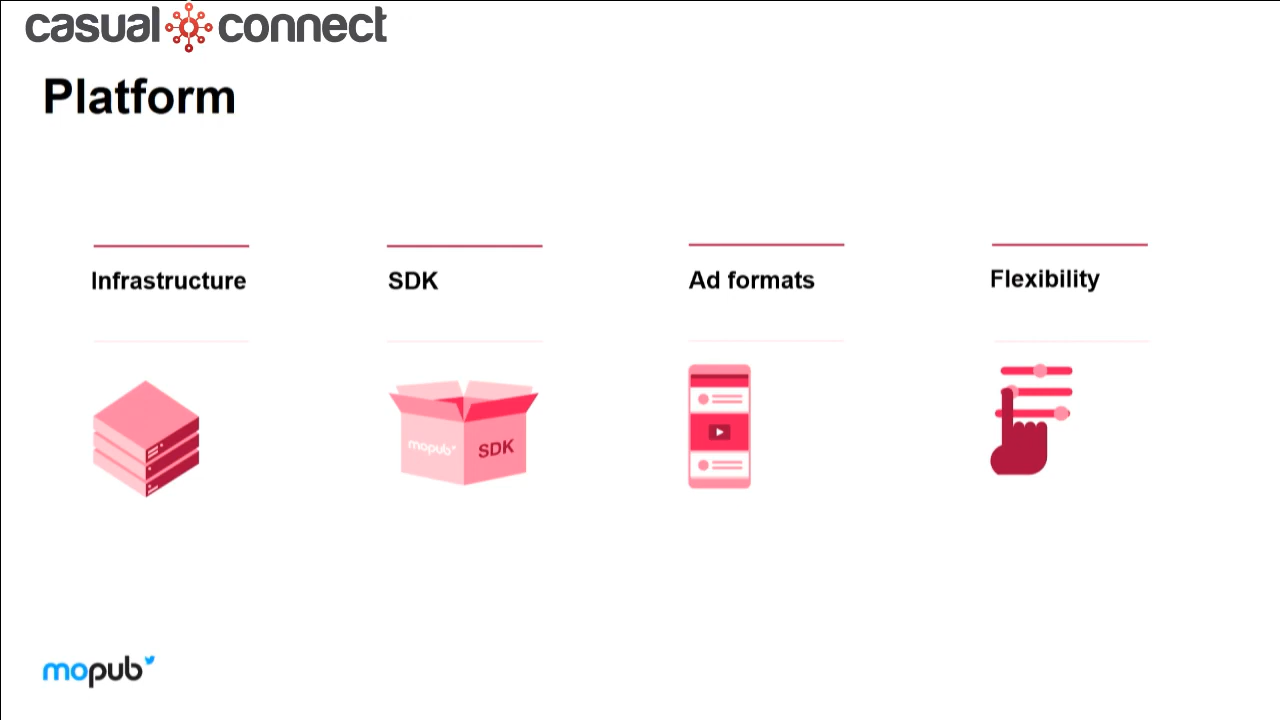 casual connect
Platform
Infrastructure
SDK
Ad formats
Flexibility
mopub
SDK
mopub